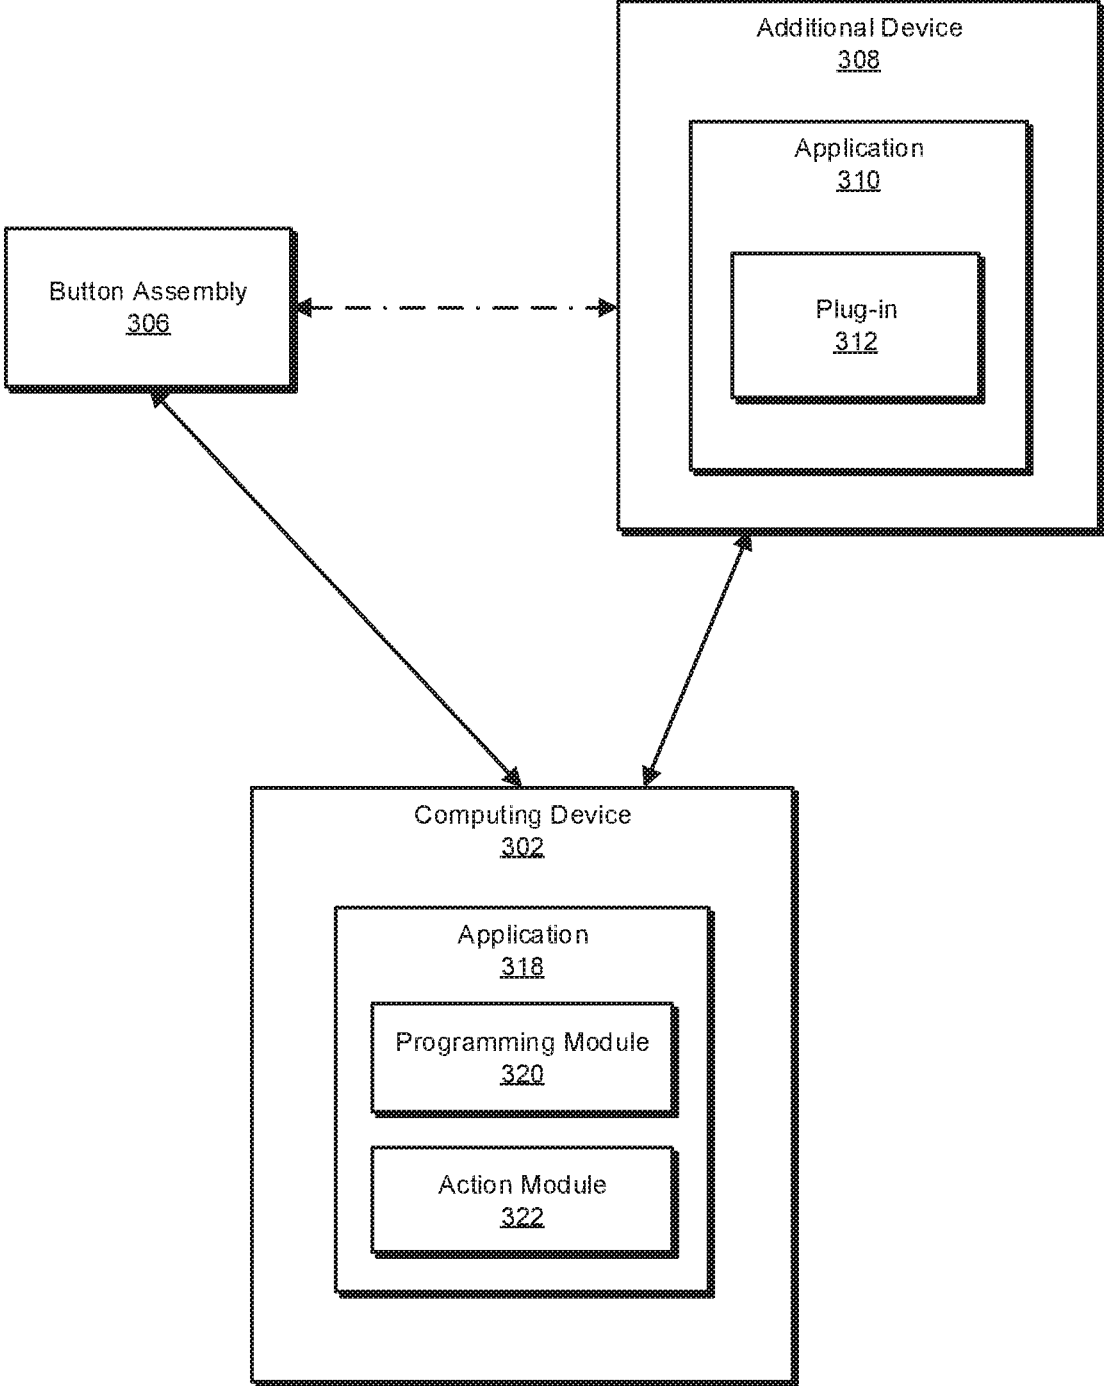 Additional Device
308
Application
310
Plug-in
312
Button Assembly
306
Computing Device
302
Application
318
Programming Module
320
Action Module
322